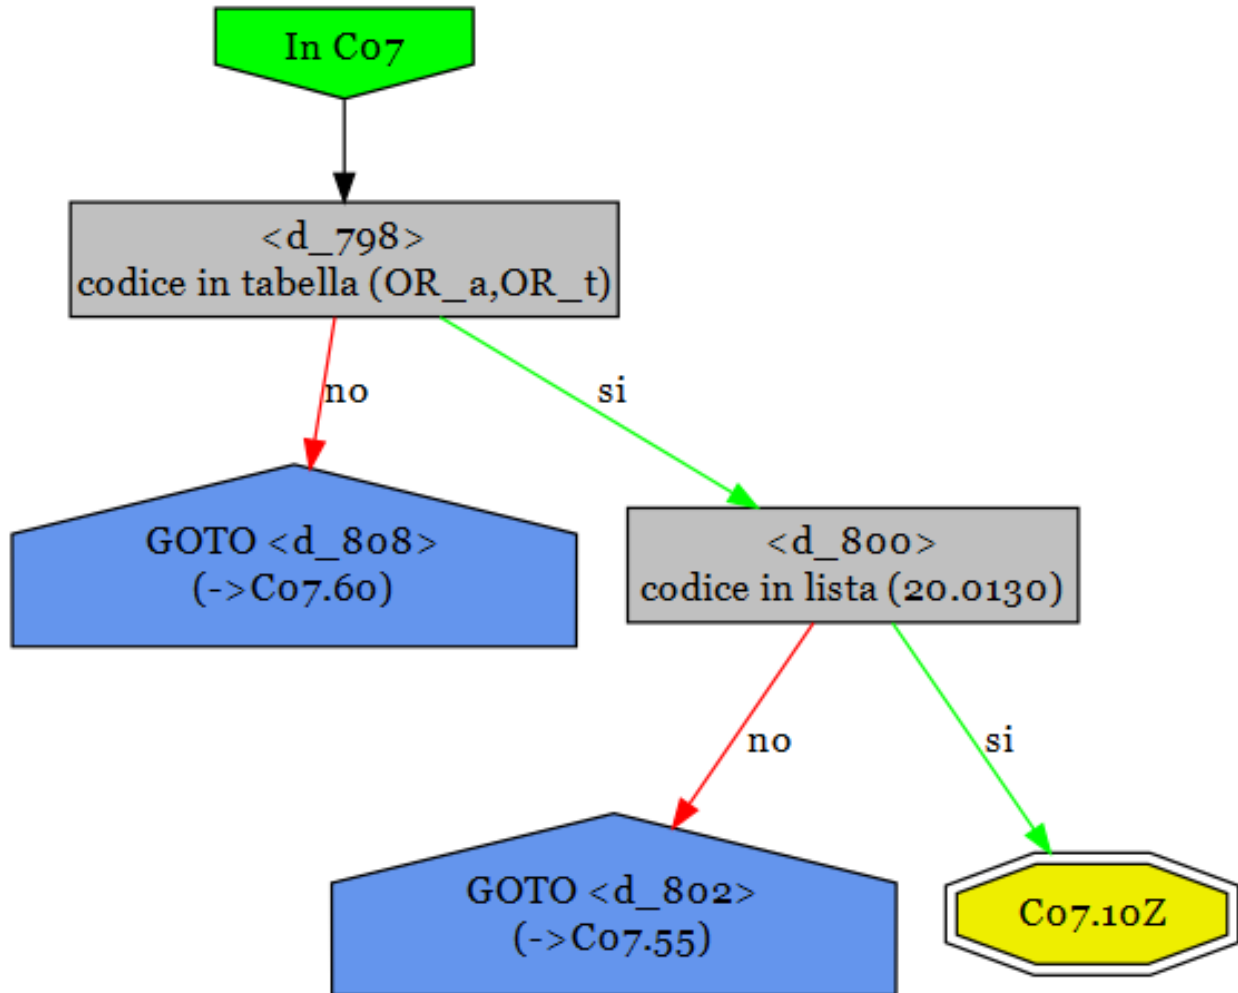 In C07
<d_798>
codice in tabella (OR_a,OR_t)
no
si
GOTO <d_808>
(->C07.60)
<d_800>
codice in lista (20.0130)
no
si
GOTO <d_802>
(->C07.55)
C07.10Z